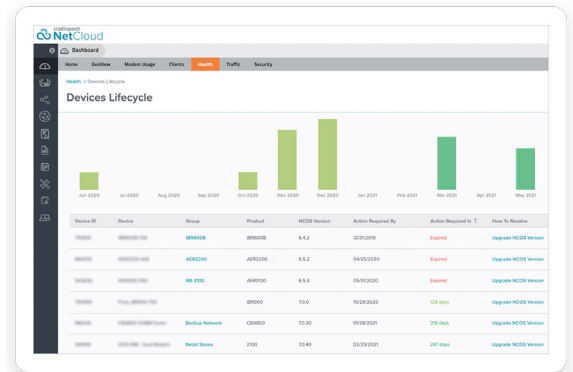 cradlepoint
NetCloud
Dashboard
Home GeoView Modem Usage Clients Health Traffic Security
Health > Devices Lifecycle
Devices Lifecycle
Jun 2020 Jul 2020 Aug 2020 Sep 2020 Oct 2020 Nov 2020 Dec 2020 Jan 2021 Feb 2021 Mar 2021 Apr 2021 May 2021
Device ID Device Group Product NCOS Version Action Required By Action Required In ↑ How To Resolve
IBR600B IBR600B 6.4.2 12/31/2019 Expired Upgrade NCOS Version
AER2200 AER2200 6.5.3 04/25/2020 Expired Upgrade NCOS Version
RB-3100 AER3100 6.5.4 05/31/2020 Expired Upgrade NCOS Version
IBR900 7.0.0 10/29/2020 129 days Upgrade NCOS Version
Backup Network CBA850 7.0.30 01/28/2021 219 days Upgrade NCOS Version
Retail Stores 2100 7.0.40 02/25/2021 247 days Upgrade NCOS Version